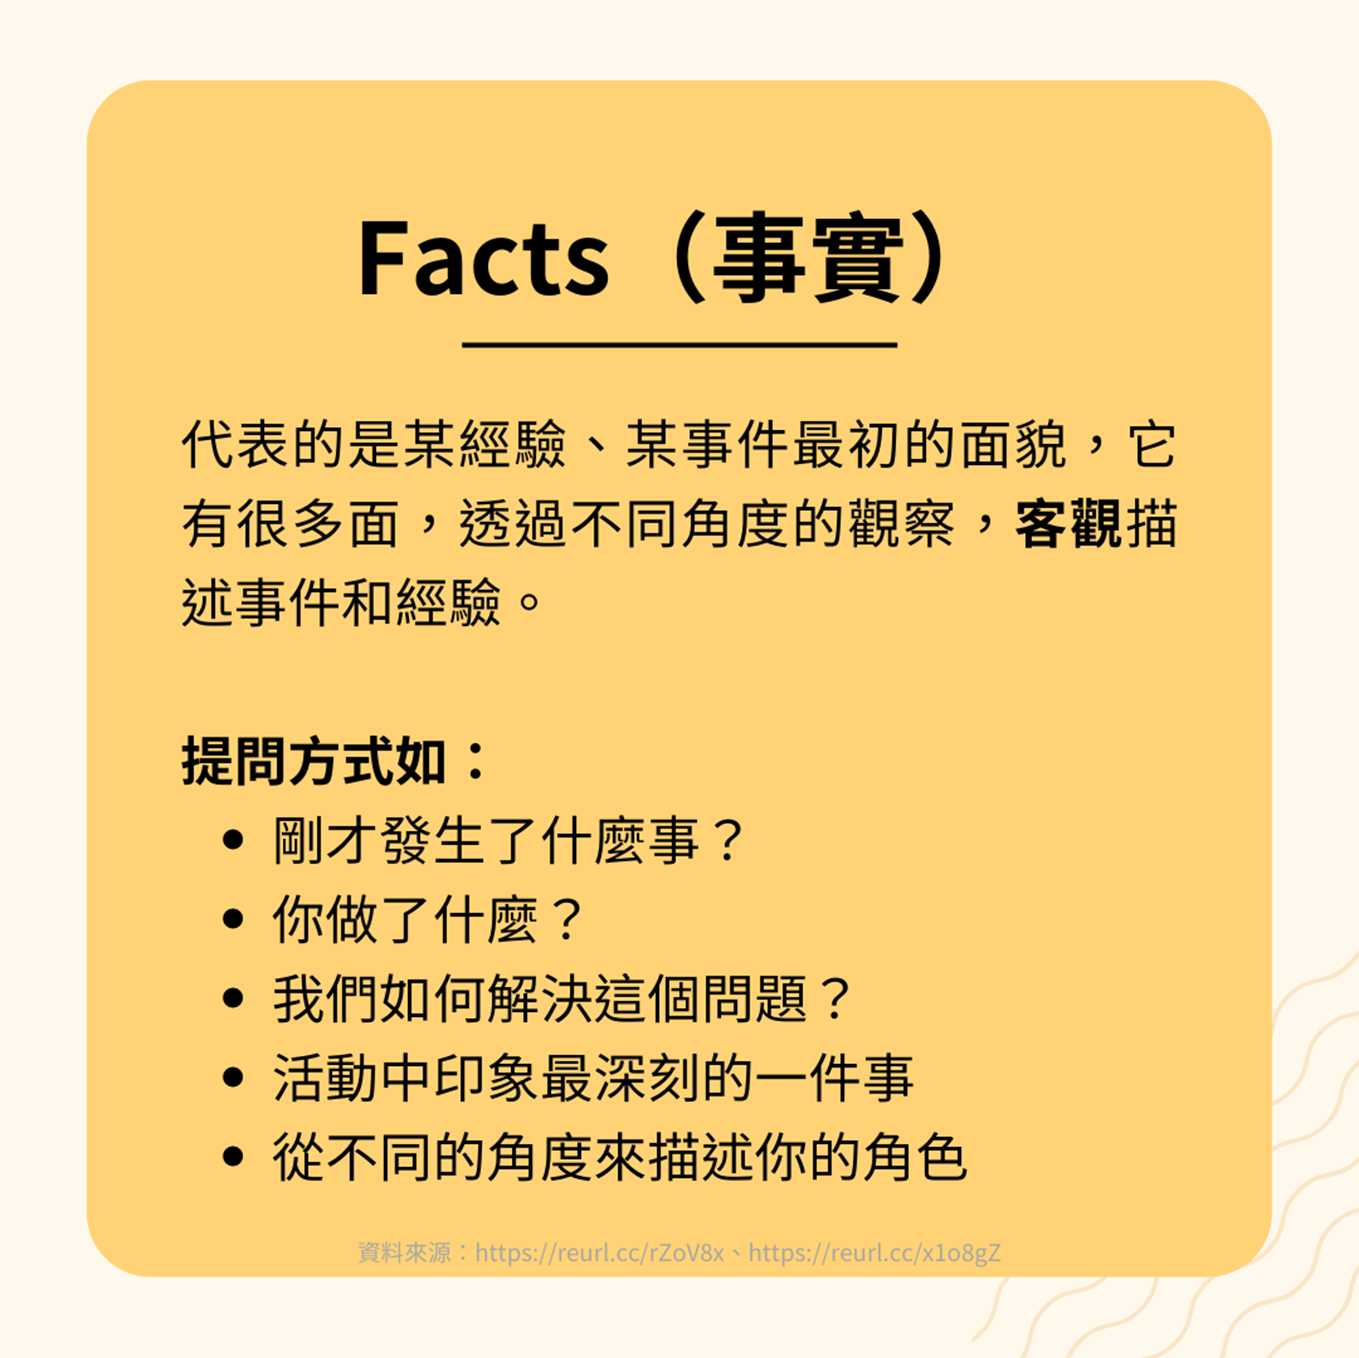 Facts（事實）
代表的是某經驗、某事件最初的面貌，它
有很多面，透過不同角度的觀察，客觀描
述事件和經驗。
提問方式如：
• 剛才發生了什麼事？
• 你做了什麼？
• 我們如何解決這個問題？
• 活動中印象最深刻的一件事
• 從不同的角度來描述你的角色
資料來源：https://reurl.cc/rZoV8x、https://reurl.cc/x1o8gZ